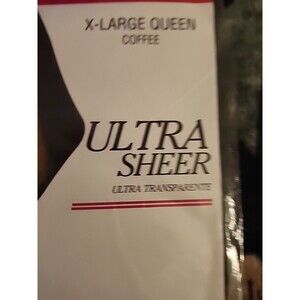 X-LARGE QUEEN
COFFEE
ULTRA
SHEER
ULTRA TRANSPARENTE